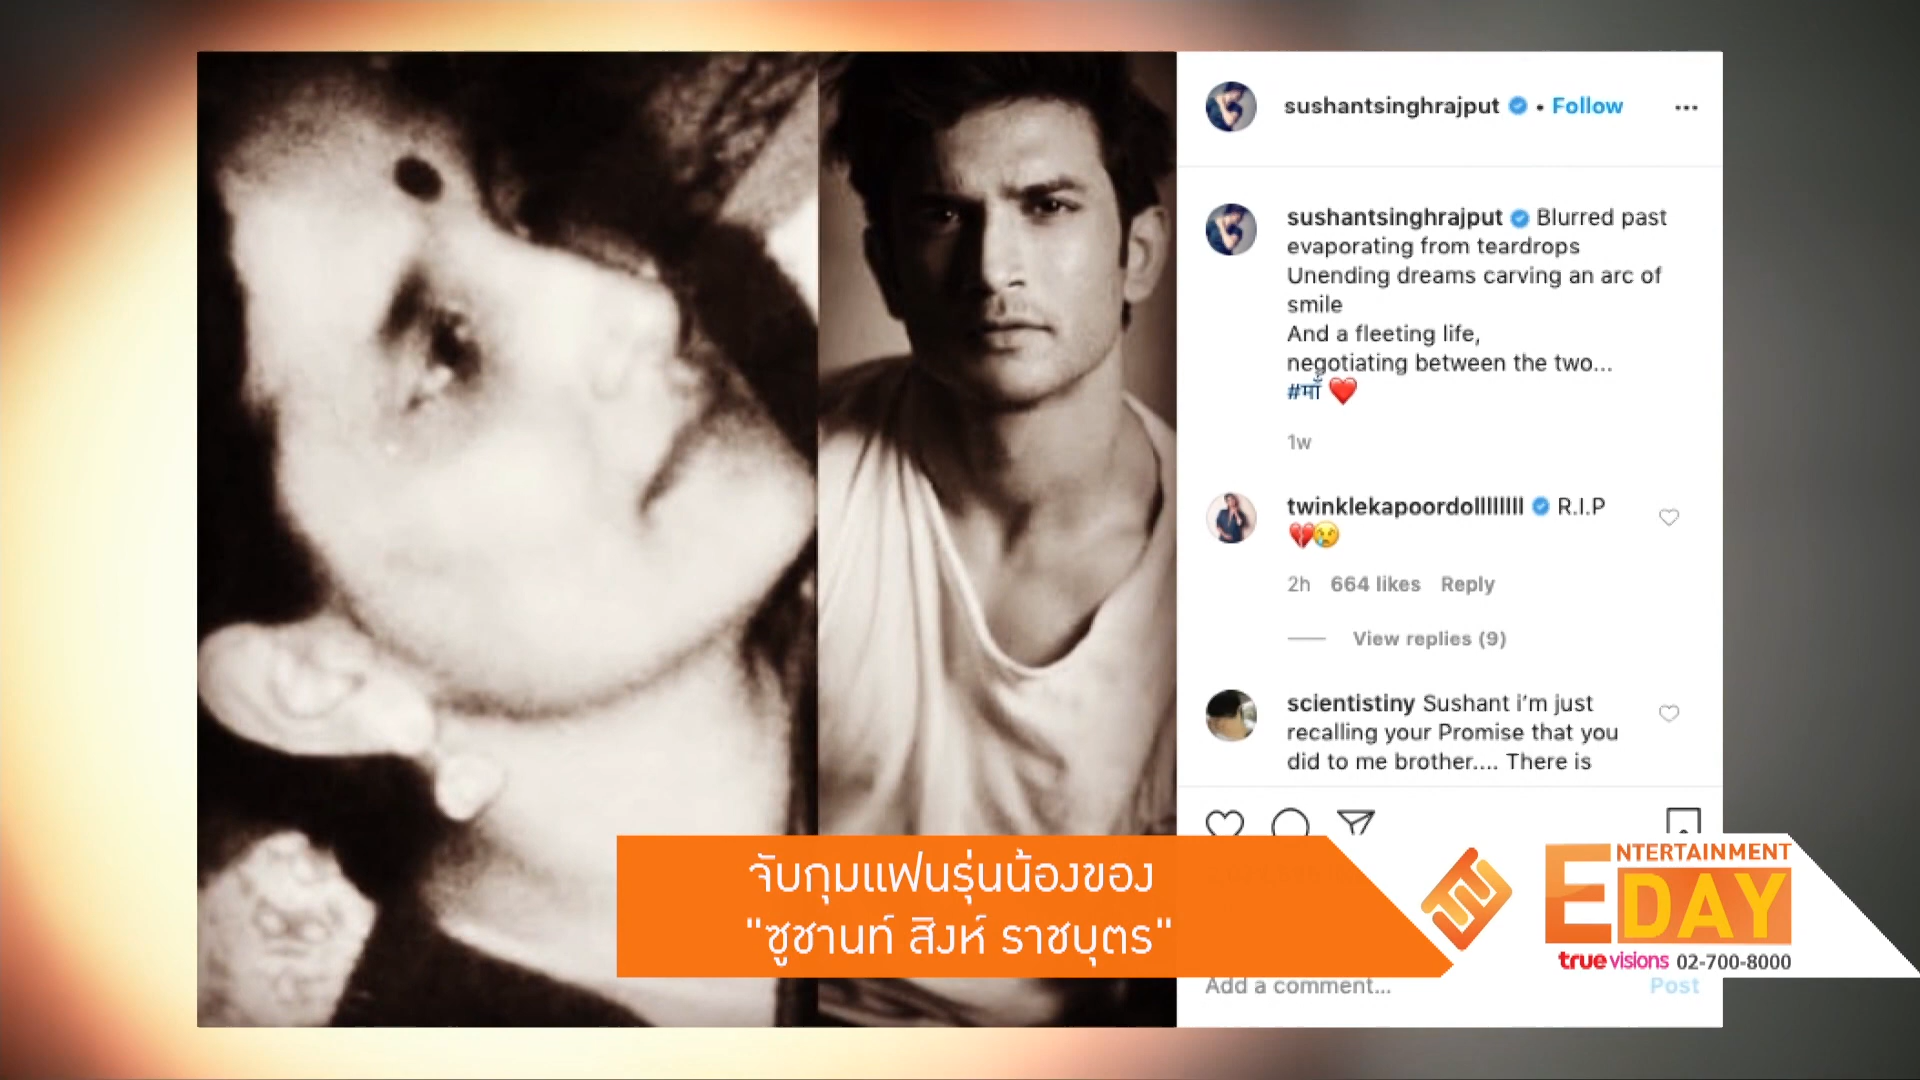 sushantsinghrajput • Follow
sushantsinghrajput Blurred past
evaporating from teardrops
Unending dreams carving an arc of
smile
And a fleeting life,
negotiating between the two...
#माँ ❤️
1w
twinklekapoordollllllll R.I.P
💔😢
2h 664 likes Reply
View replies (9)
scientistiny Sushant i'm just
recalling your Promise that you
did to me brother.... There is
จับกุมแฟนรุ่นน้องของ
"ซูชานท์ สิงห์ ราชบุตร"
ENTERTAINMENT
DAY
truevisions 02-700-8000
Add a comment...
Post